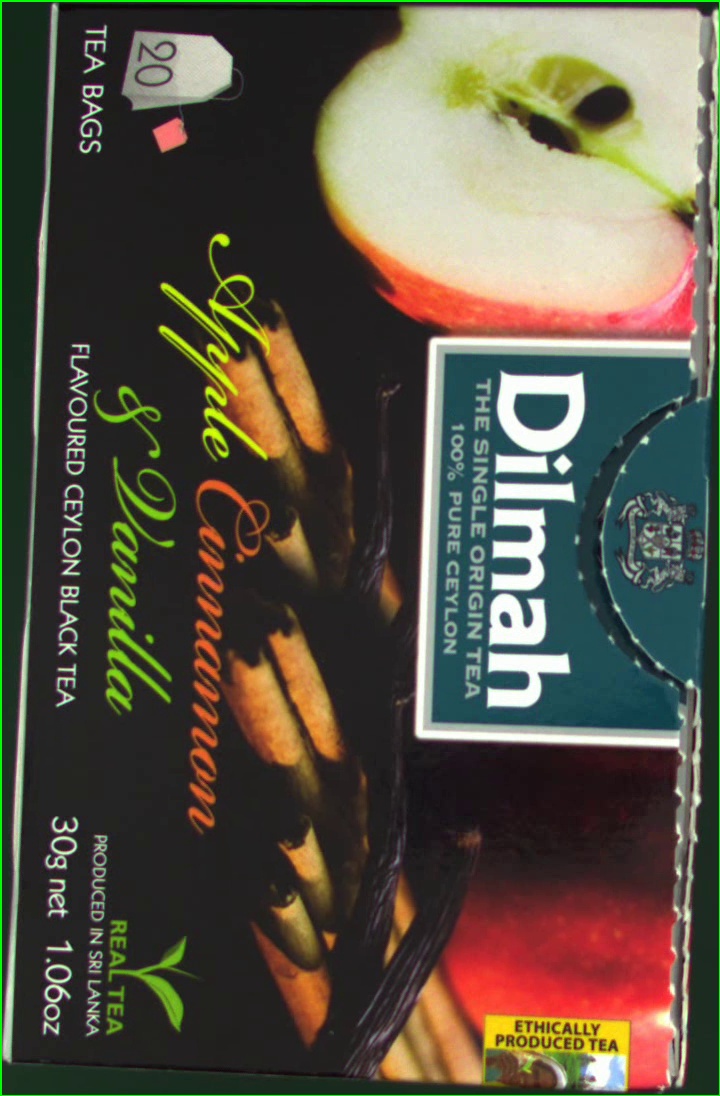 Dilmah
THE SINGLE ORIGIN TEA
100% PURE CEYLON
Apple Cinnamon
& Vanilla
FLAVOURED CEYLON BLACK TEA
20
TEA BAGS
REAL TEA
PRODUCED IN SRI LANKA
30g net 1.06oz
ETHICALLY
PRODUCED TEA